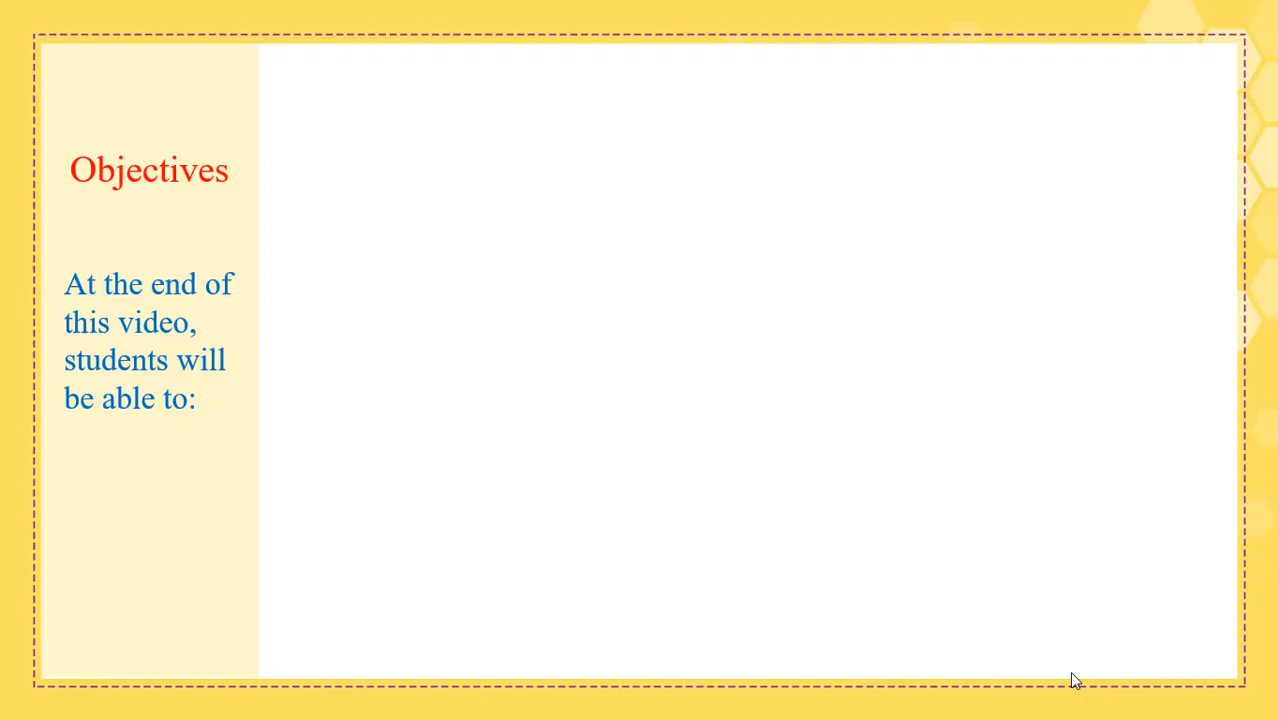 Objectives
At the end of
this video,
students will
be able to: